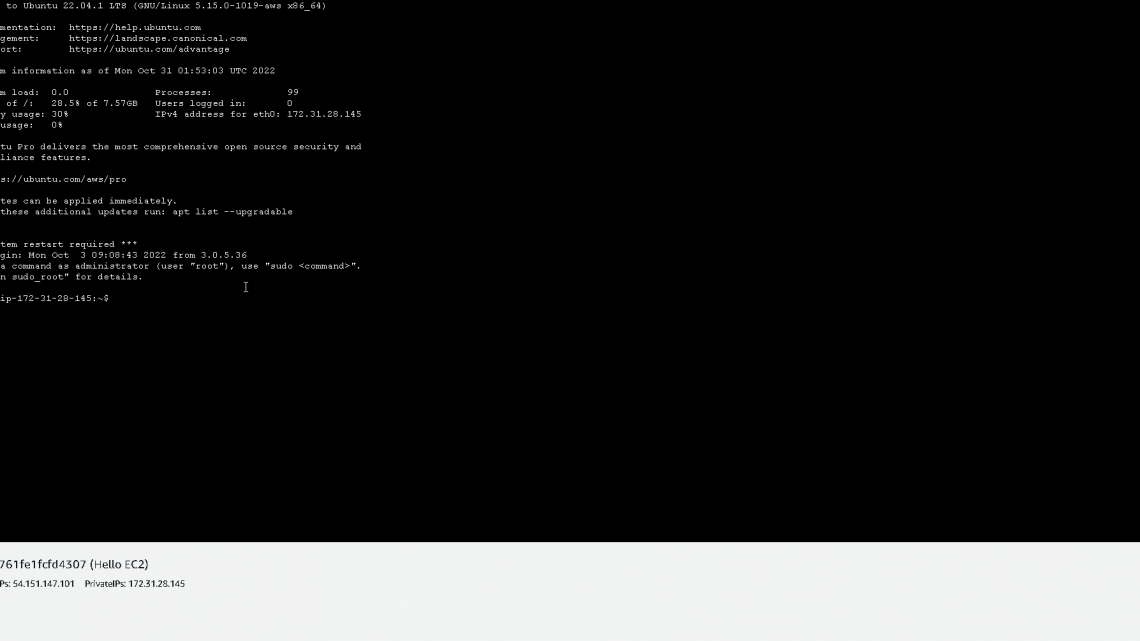 to Ubuntu 22.04.1 LTS (GNU/Linux 5.15.0-1019-aws x86_64)
mentation:  https://help.ubuntu.com
gement:     https://landscape.canonical.com
ort:        https://ubuntu.com/advantage
m information as of Mon Oct 31 01:53:03 UTC 2022
m load:  0.0               Processes:             99
of /:   28.5% of 7.57GB   Users logged in:       0
y usage: 30%               IPv4 address for eth0: 172.31.28.145
usage:   0%
tu Pro delivers the most comprehensive open source security and
liance features.
s://ubuntu.com/aws/pro
tes can be applied immediately.
these additional updates run: apt list --upgradable
tem restart required ***
gin: Mon Oct  3 09:08:43 2022 from 3.0.5.36
a command as administrator (user "root"), use "sudo <command>".
n sudo_root" for details.
ip-172-31-28-145:~$
761fe1fcfd4307 (Hello EC2)
Ps: 54.151.147.101    PrivateIPs: 172.31.28.145